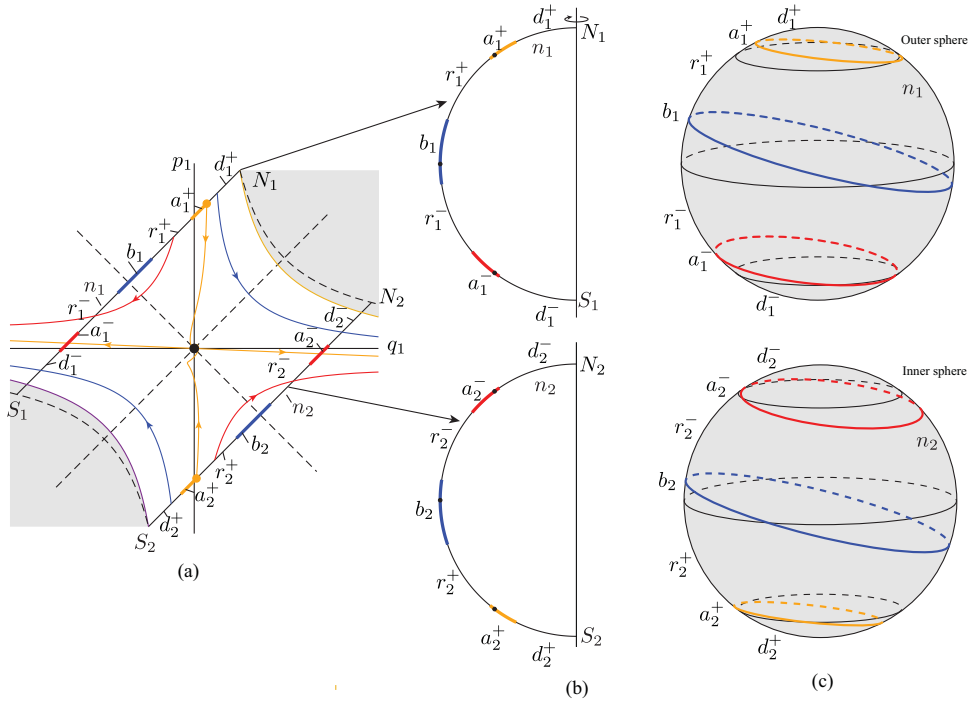 p₁
d₁⁺
N₁
a₁⁺
r₁⁺
b₁
n₁
r₁⁻
a₁⁻
d₁⁻
S₁
N₂
d₂⁻
a₂⁻
q₁
r₂⁻
n₂
b₂
r₂⁺
a₂⁺
d₂⁺
S₂
(a)
d₁⁺
N₁
a₁⁺
n₁
r₁⁺
b₁
r₁⁻
a₁⁻
S₁
d₁⁻
d₂⁻
N₂
a₂⁻
n₂
r₂⁻
b₂
r₂⁺
a₂⁺
S₂
d₂⁺
(b)
d₁⁺
a₁⁺
Outer sphere
r₁⁺
n₁
b₁
r₁⁻
a₁⁻
d₁⁻
d₂⁻
Inner sphere
a₂⁻
r₂⁻
n₂
b₂
r₂⁺
a₂⁺
d₂⁺
(c)